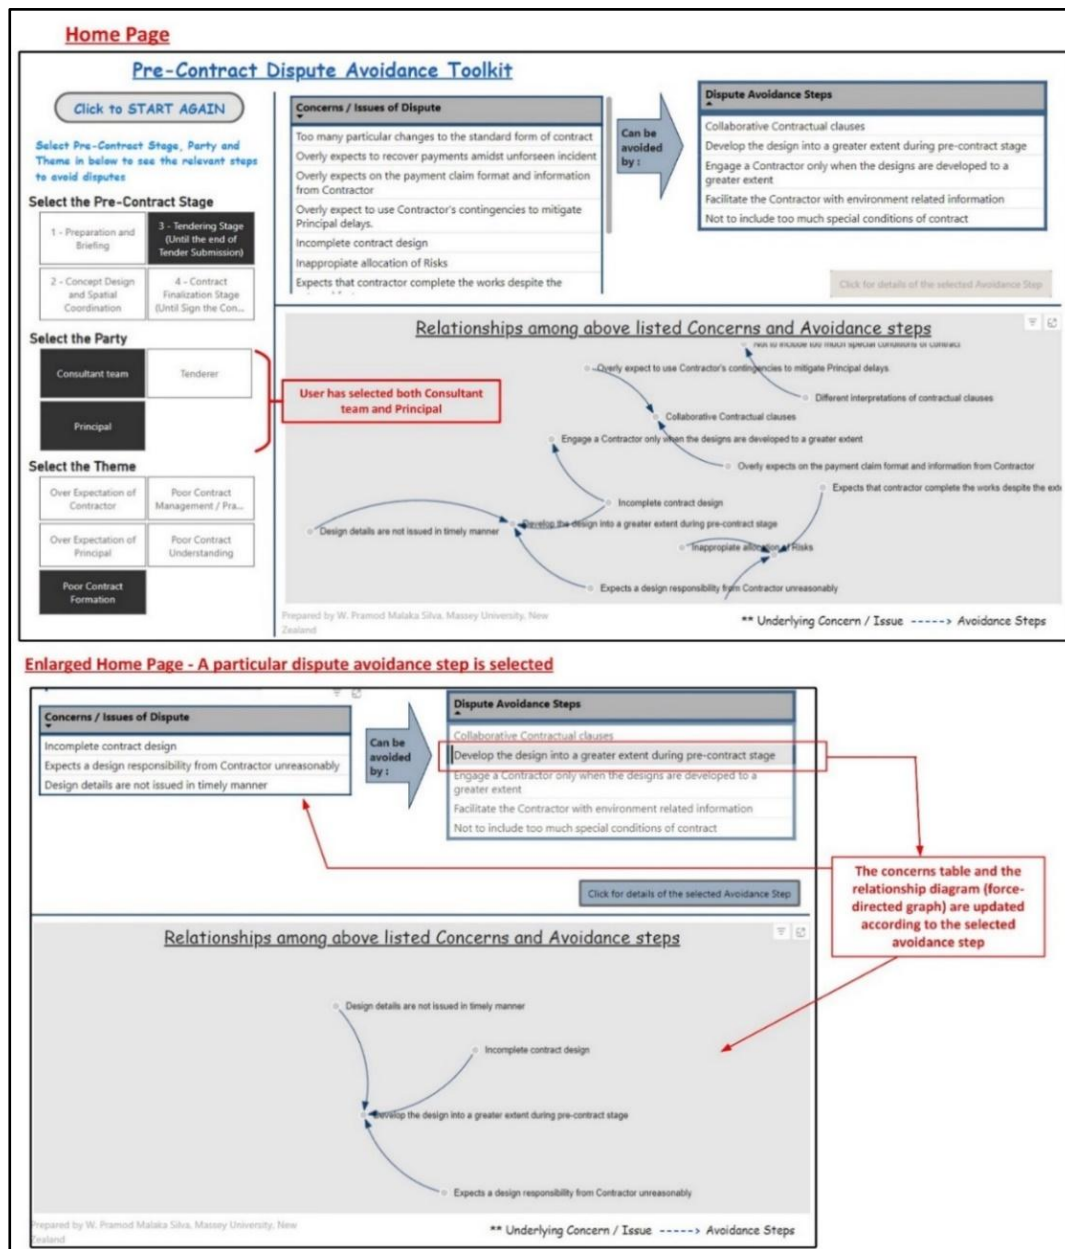 Home Page
Pre-Contract Dispute Avoidance Toolkit
Click to START AGAIN
Select Pre-Contract Stage, Party and
Theme in below to see the relevant steps
to avoid disputes
Select the Pre-Contract Stage
1 - Preparation and
Briefing
3 - Tendering Stage
(Until the end of
Tender Submission)
2 - Concept Design
and Spatial
Coordination
4 - Contract
Finalization Stage
(Until Sign the Con...
Select the Party
Consultant team
Tenderer
Principal
User has selected both Consultant
team and Principal
Select the Theme
Over Expectation of
Contractor
Poor Contract
Management / Pra...
Over Expectation of
Principal
Poor Contract
Understanding
Poor Contract
Formation
Concerns / Issues of Dispute
Too many particular changes to the standard form of contract
Overly expects to recover payments amidst unforseen incident
Overly expects on the payment claim format and information
from Contractor
Overly expect to use Contractor's contingencies to mitigate
Principal delays.
Incomplete contract design
Inappropiate allocation of Risks
Expects that contractor complete the works despite the
Can be
avoided
by :
Dispute Avoidance Steps
Collaborative Contractual clauses
Develop the design into a greater extent during pre-contract stage
Engage a Contractor only when the designs are developed to a
greater extent
Facilitate the Contractor with environment related information
Not to include too much special conditions of contract
Click for details of the selected Avoidance Step
Relationships among above listed Concerns and Avoidance steps
Not to include too much special conditions of contract
Overly expect to use Contractor's contingencies to mitigate Principal delays.
Different interpretations of contractual clauses
Collaborative Contractual clauses
Engage a Contractor only when the designs are developed to a greater extent
Overly expects on the payment claim format and information from Contractor
Expects that contractor complete the works despite the exte
Incomplete contract design
Develop the design into a greater extent during pre-contract stage
Design details are not issued in timely manner
Inappropiate allocation of Risks
Expects a design responsibility from Contractor unreasonably
Prepared by W. Pramod Malaka Silva, Massey University, New
Zealand
** Underlying Concern / Issue -----> Avoidance Steps
Enlarged Home Page - A particular dispute avoidance step is selected
Concerns / Issues of Dispute
Incomplete contract design
Expects a design responsibility from Contractor unreasonably
Design details are not issued in timely manner
Can be
avoided
by :
Dispute Avoidance Steps
Collaborative Contractual clauses
Develop the design into a greater extent during pre-contract stage
Engage a Contractor only when the designs are developed to a
greater extent
Facilitate the Contractor with environment related information
Not to include too much special conditions of contract
Click for details of the selected Avoidance Step
The concerns table and the
relationship diagram (force-
directed graph) are updated
according to the selected
avoidance step
Relationships among above listed Concerns and Avoidance steps
Design details are not issued in timely manner
Incomplete contract design
Develop the design into a greater extent during pre-contract stage
Expects a design responsibility from Contractor unreasonably
Prepared by W. Pramod Malaka Silva, Massey University, New
Zealand
** Underlying Concern / Issue -----> Avoidance Steps